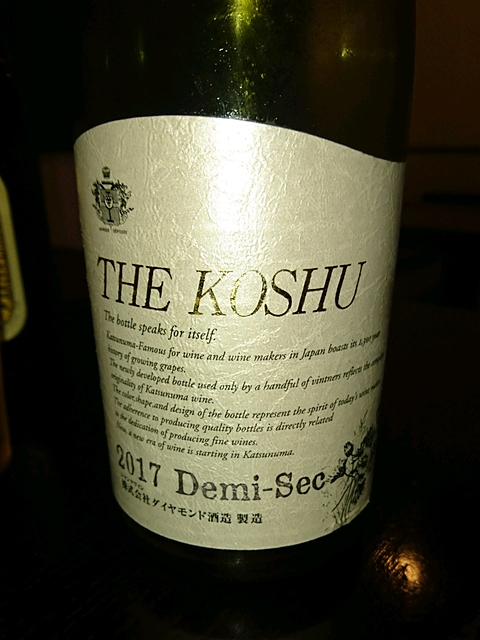 THE KOSHU
The bottle speaks for itself.
Katsunuma-Famous for wine and wine makers in Japan boasts its
history of growing grapes.
The newly developed bottle used only by a handful of vintners reflects the
originality of Katsunuma wine.
The color,shape,and design of the bottle represent the spirit of today's wine
The adherence to producing quality bottles is directly related
to the dedication of producing fine wines.
Now a new era of wine is starting in Katsunuma.
2017 Demi-Sec
株式会社ダイヤモンド酒造 製造